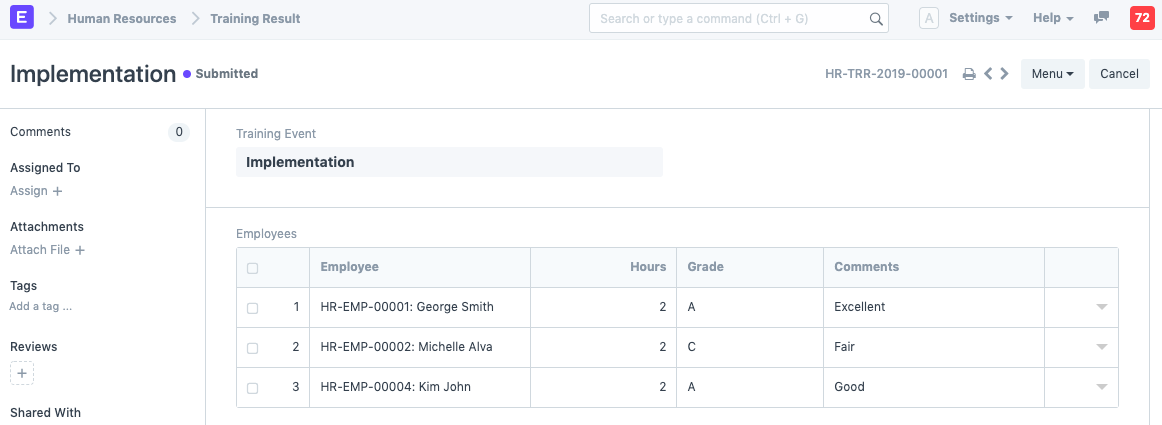 E Human Resources Training Result Search or type a command (Ctrl + G) A Settings Help 72
Implementation Submitted HR-TRR-2019-00001 Menu Cancel
Comments 0
Assigned To
Assign +
Attachments
Attach File +
Tags
Add a tag ...
Reviews
+
Shared With
Training Event
Implementation
Employees
Employee Hours Grade Comments
1 HR-EMP-00001: George Smith 2 A Excellent
2 HR-EMP-00002: Michelle Alva 2 C Fair
3 HR-EMP-00004: Kim John 2 A Good